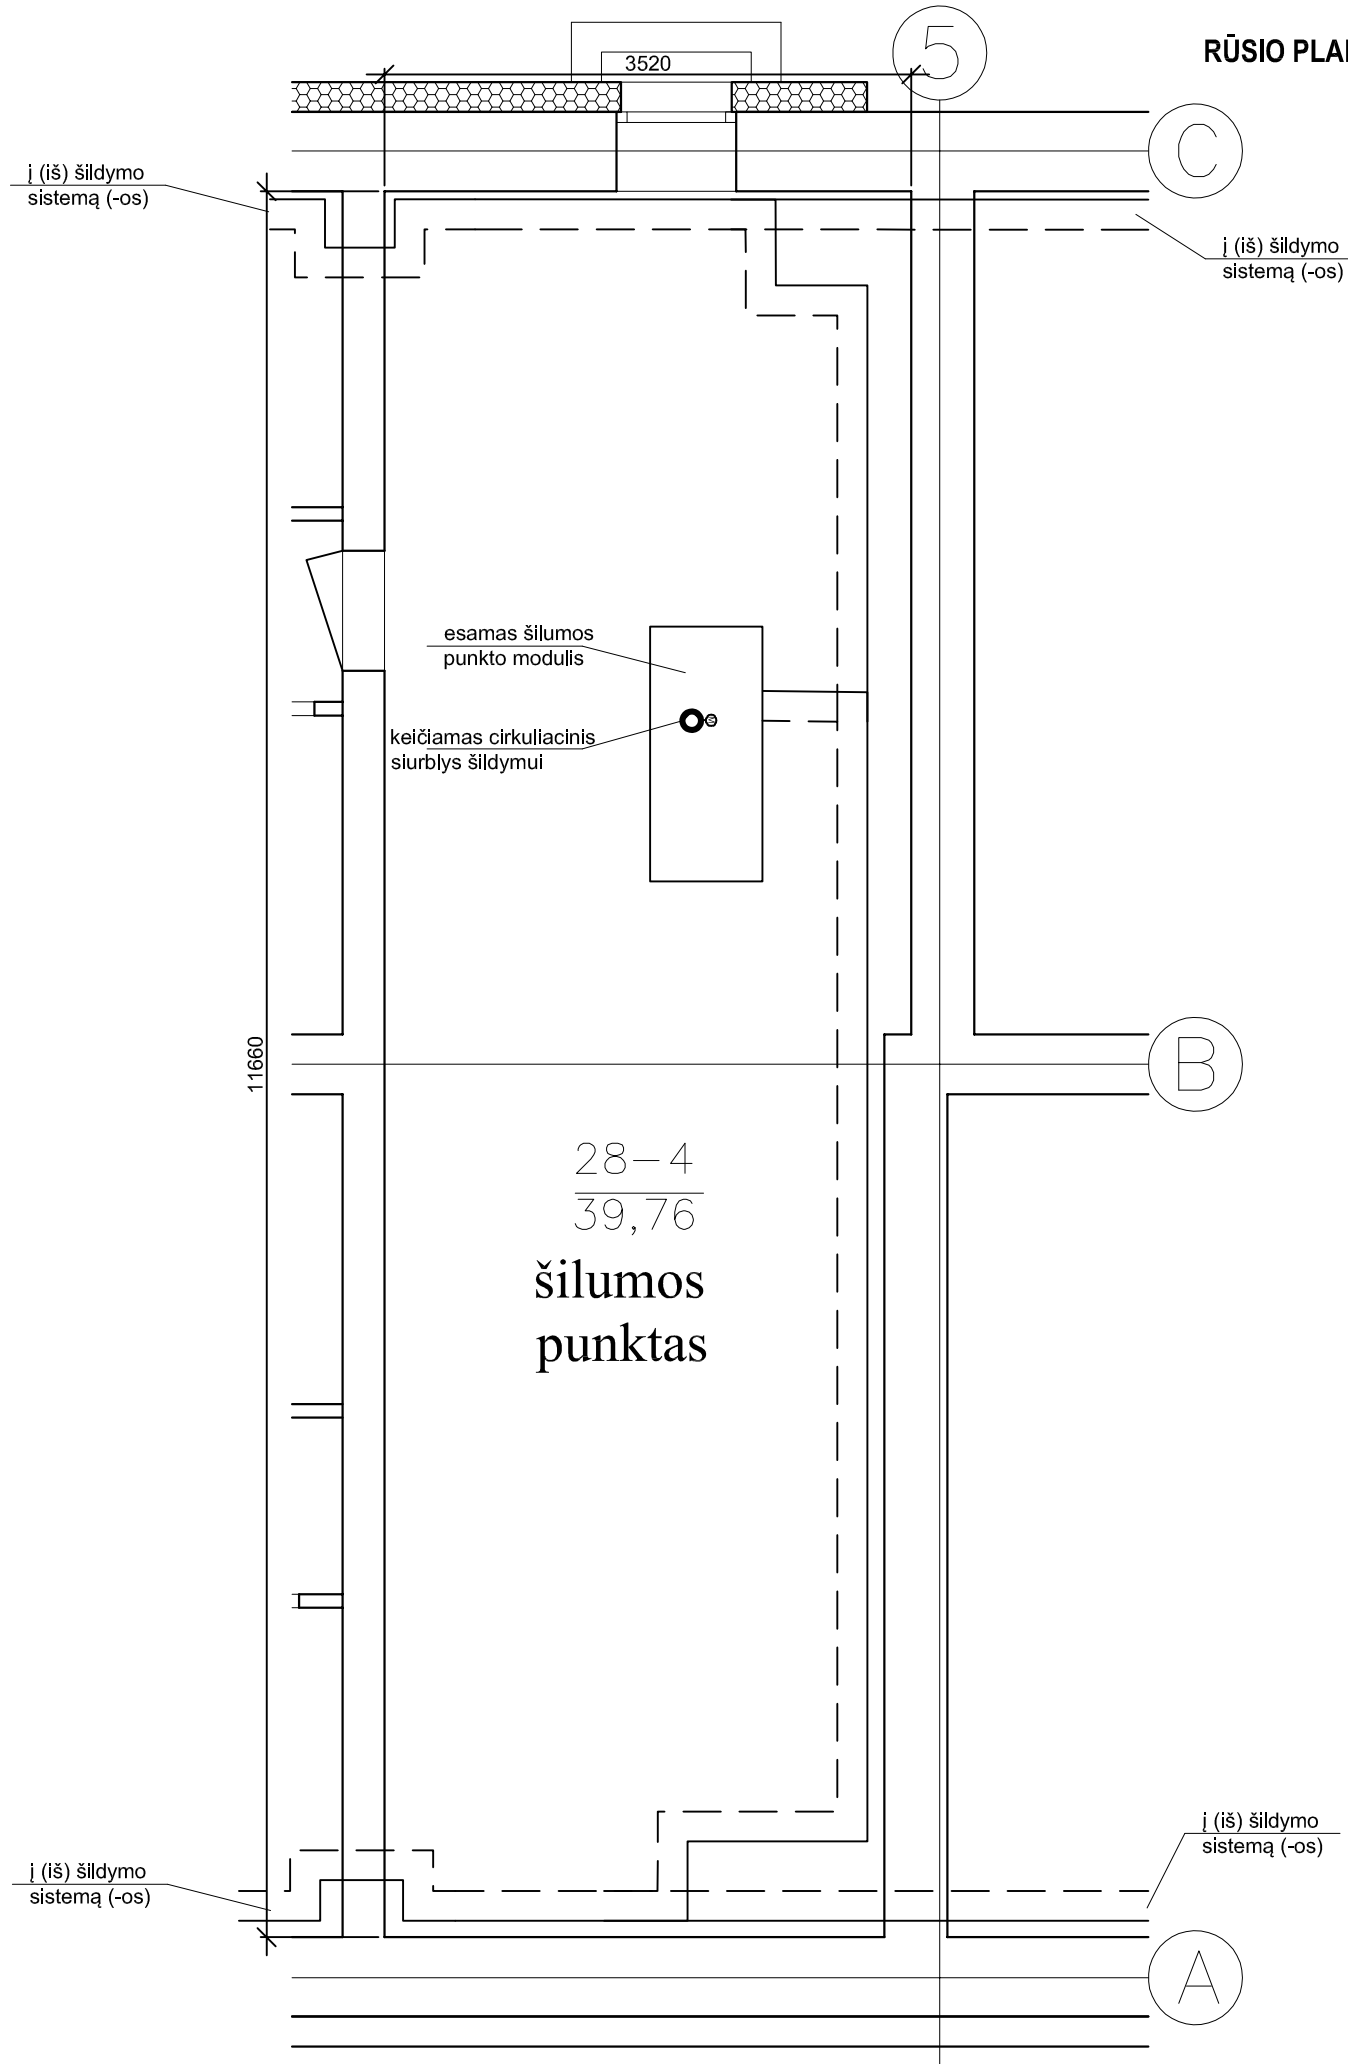 5
3520
RŪSIO
C
į (iš) šildymo
sistemą (-os)
į (iš) šildymo
sistemą (-os)
esamas šilumos
punkto modulis
keičiamas cirkuliacinis
siurblys šildymui
11660
B
28-4
39,76
šilumos
punktas
į (iš) šildymo
sistemą (-os)
į (iš) šildymo
sistemą (-os)
A